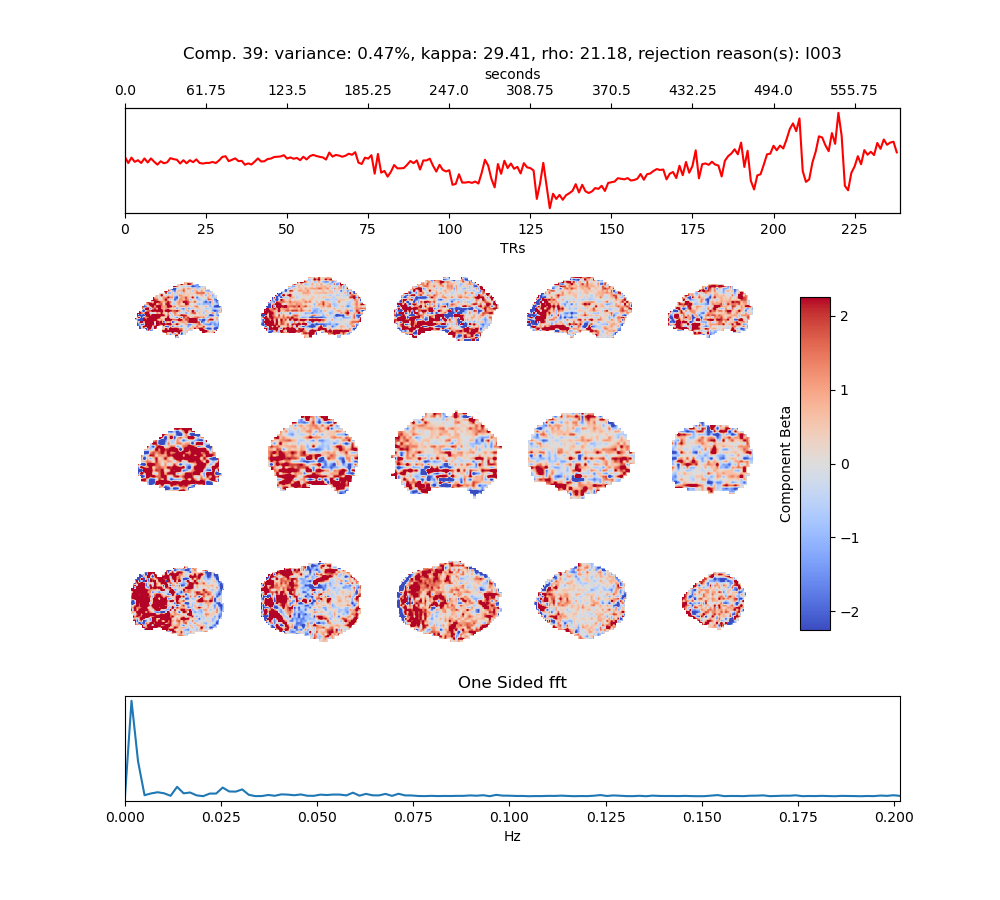 Comp. 39: variance: 0.47%, kappa: 29.41, rho: 21.18, rejection reason(s): I003
seconds
0.0 61.75 123.5 185.25 247.0 308.75 370.5 432.25 494.0 555.75
0 25 50 75 100 125 150 175 200 225
TRs
2
1
0
−1
−2
Component Beta
One Sided fft
0.000 0.025 0.050 0.075 0.100 0.125 0.150 0.175 0.200
Hz